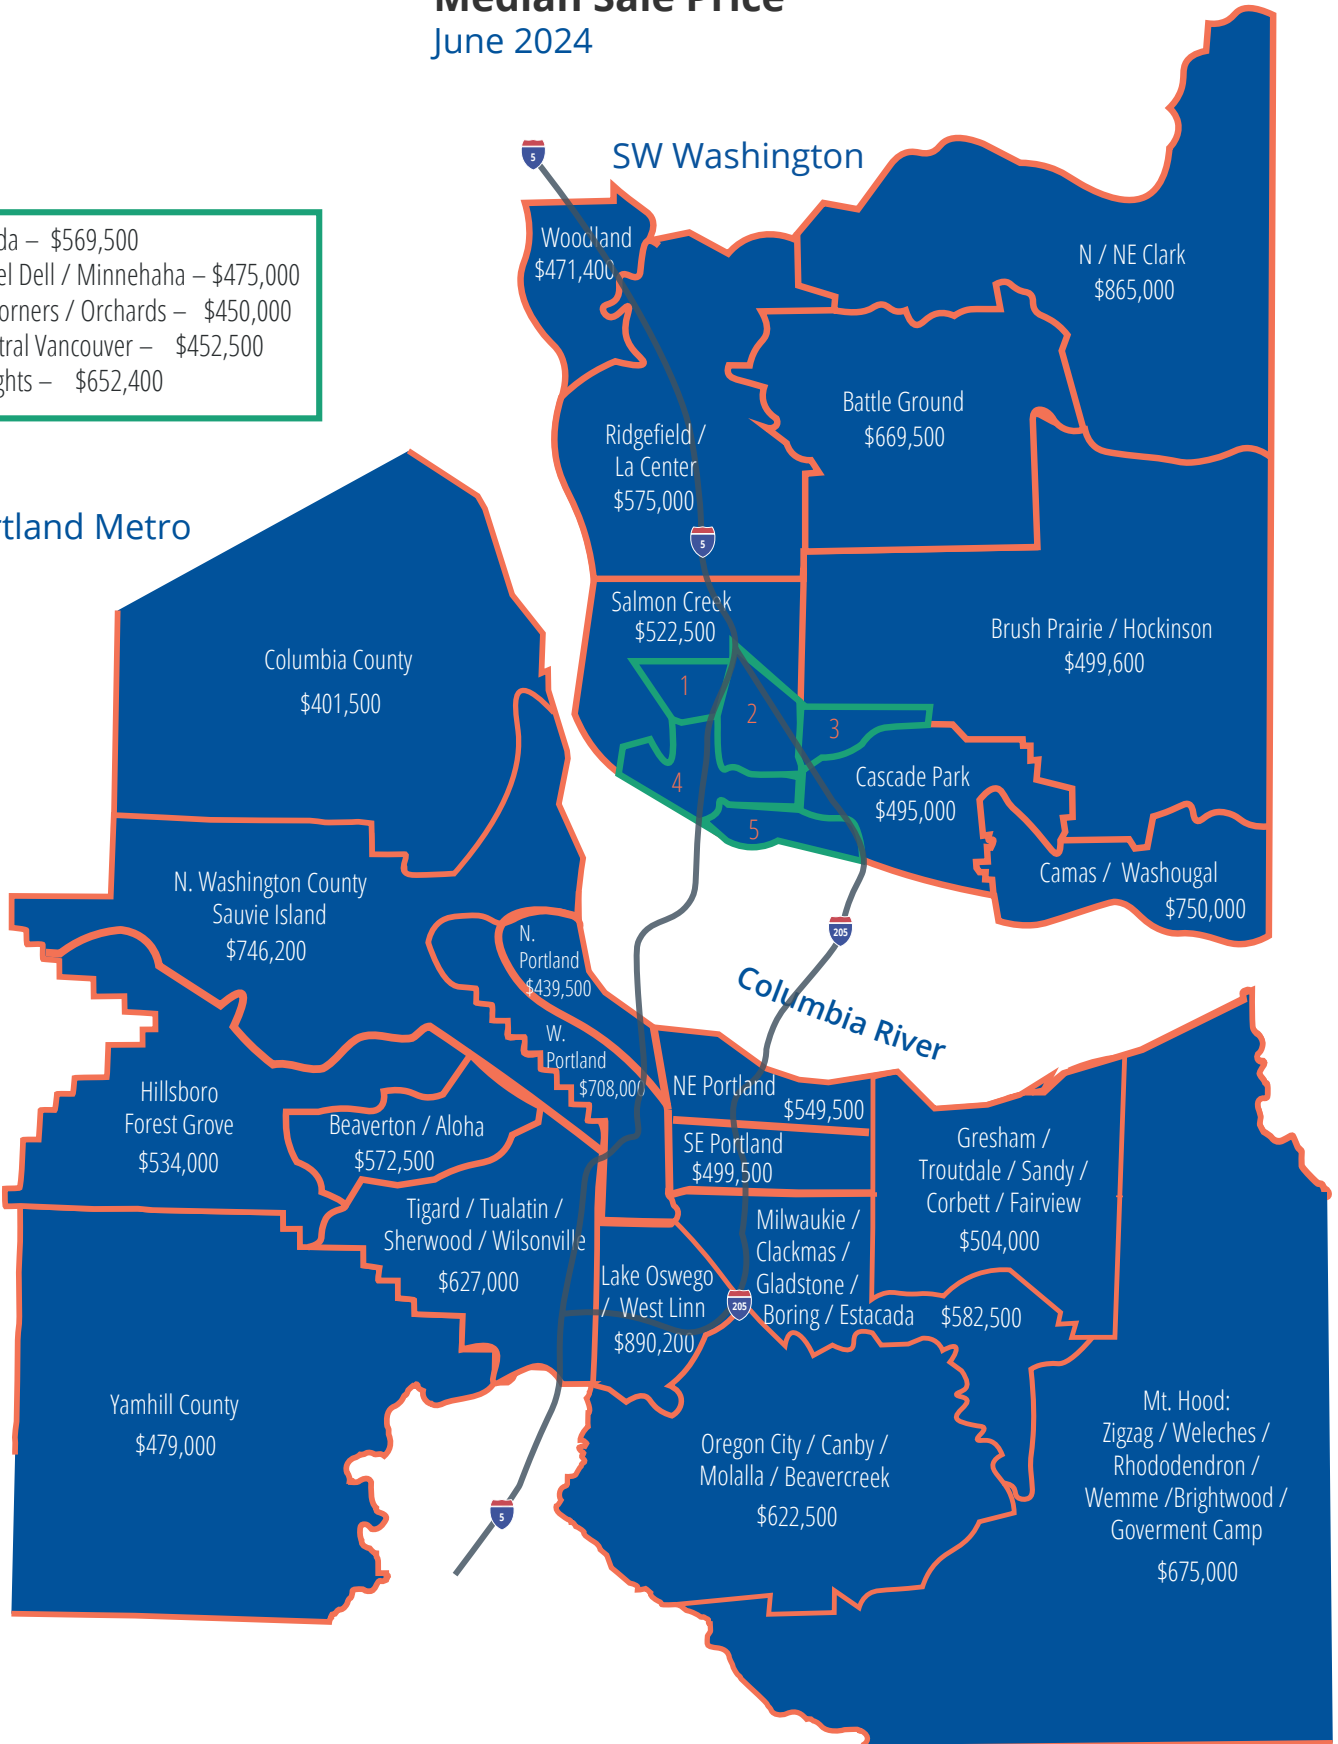 Median Sale Price
June 2024
SW Washington
da – $569,500
el Dell / Minnehaha – $475,000
orners / Orchards – $450,000
tral Vancouver – $452,500
ghts – $652,400
rtland Metro
5
Woodland
$471,400
N / NE Clark
$865,000
Battle Ground
$669,500
Ridgefield /
La Center
$575,000
5
Salmon Creek
$522,500
Brush Prairie / Hockinson
$499,600
1
2
3
4
5
Cascade Park
$495,000
Camas / Washougal
$750,000
205
Columbia River
Columbia County
$401,500
N. Washington County
Sauvie Island
$746,200
N.
Portland
$439,500
W.
Portland
$708,000
NE Portland
$549,500
SE Portland
$499,500
Hillsboro
Forest Grove
$534,000
Beaverton / Aloha
$572,500
Gresham /
Troutdale / Sandy /
Corbett / Fairview
$504,000
Tigard / Tualatin /
Sherwood / Wilsonville
$627,000
Milwaukie /
Clackmas /
Gladstone /
Boring / Estacada $582,500
Lake Oswego
/ West Linn
$890,200
205
Yamhill County
$479,000
5
Oregon City / Canby /
Molalla / Beavercreek
$622,500
Mt. Hood:
Zigzag / Weleches /
Rhododendron /
Wemme /Brightwood /
Goverment Camp
$675,000